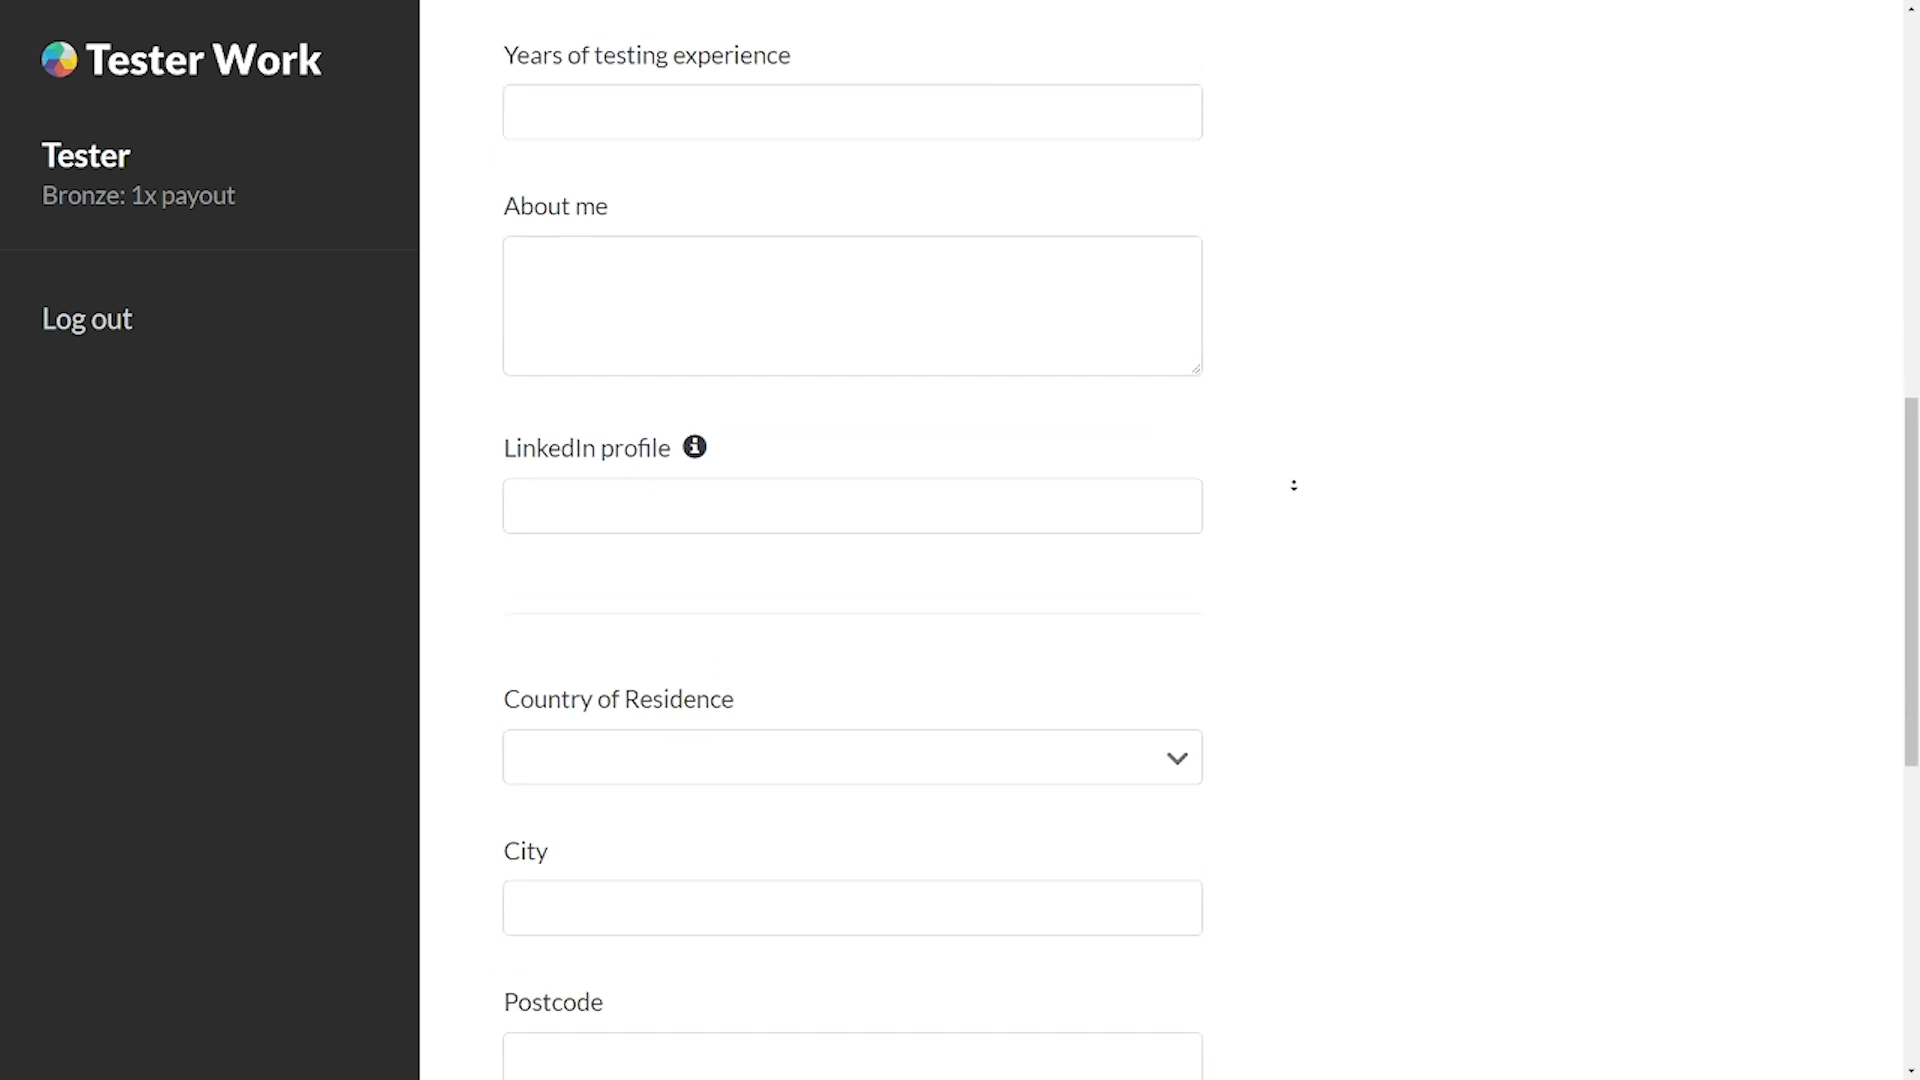 Tester Work
Tester
Bronze: 1x payout
Log out
Years of testing experience
About me
LinkedIn profile
Country of Residence
City
Postcode